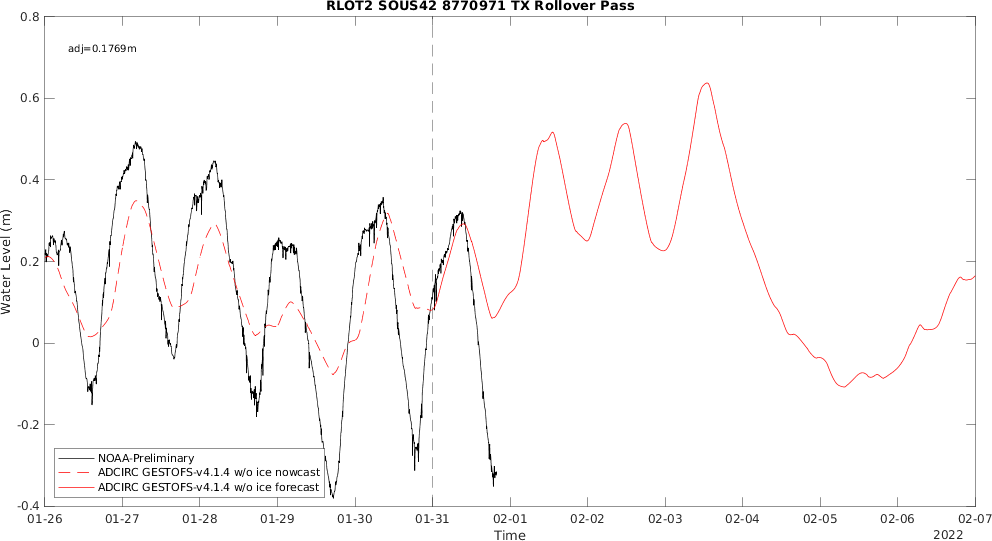 RLOT2 SOUS42 8770971 TX Rollover Pass
0.8
adj=0.1769m
0.6
0.4
0.2
0
-0.2
-0.4
Water Level (m)
NOAA-Preliminary
ADCIRC GESTOFS-v4.1.4 w/o ice nowcast
ADCIRC GESTOFS-v4.1.4 w/o ice forecast
01-26 01-27 01-28 01-29 01-30 01-31 02-01 02-02 02-03 02-04 02-05 02-06 02-07
Time
2022